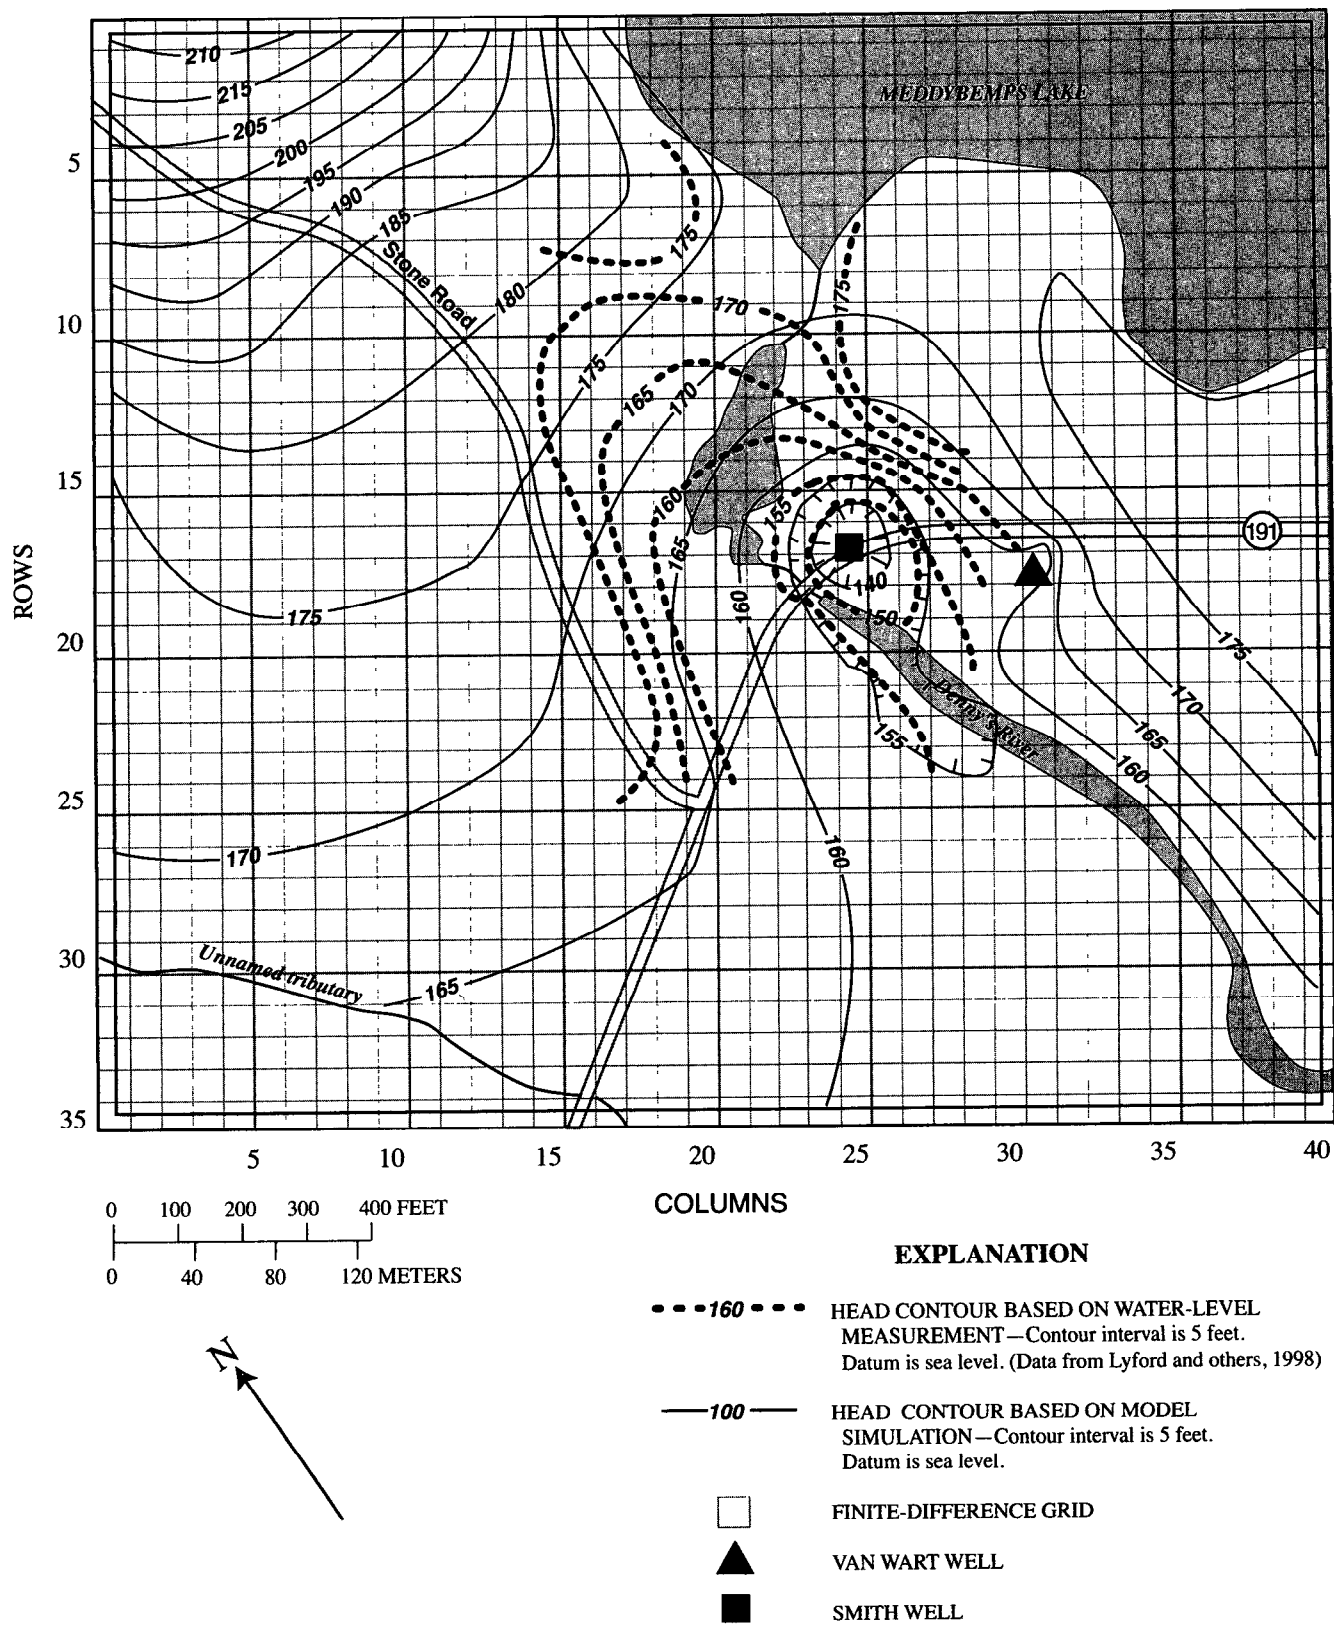 210
215
205
200
195
190
185
Stone Road
180
175
170
175
165
170
160
165
155
160
140
150
155
160
MEDDYBEMPS LAKE
175
175
170
191
175
170
165
160
Denny's River
175
170
Unnamed tributary
165
ROWS
5
10
15
20
25
30
35
5 10 15 20 25 30 35 40
COLUMNS
0 100 200 300 400 FEET
0 40 80 120 METERS
N
EXPLANATION
160 HEAD CONTOUR BASED ON WATER-LEVEL
MEASUREMENT—Contour interval is 5 feet.
Datum is sea level. (Data from Lyford and others, 1998)
100 HEAD CONTOUR BASED ON MODEL
SIMULATION—Contour interval is 5 feet.
Datum is sea level.
FINITE-DIFFERENCE GRID
VAN WART WELL
SMITH WELL